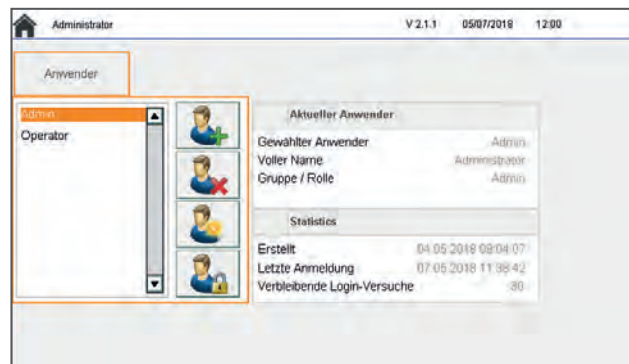 Administrator V 2.1.1 05/07/2018 12:00
Anwender
Admin
Operator
Aktueller Anwender
Gewählter Anwender Admin
Voller Name Administrator
Gruppe / Rolle Admin
Statistics
Erstellt 04.05.2018 09:04:07
Letzte Anmeldung 07.05.2018 11:38:42
Verbleibende Login-Versuche 30